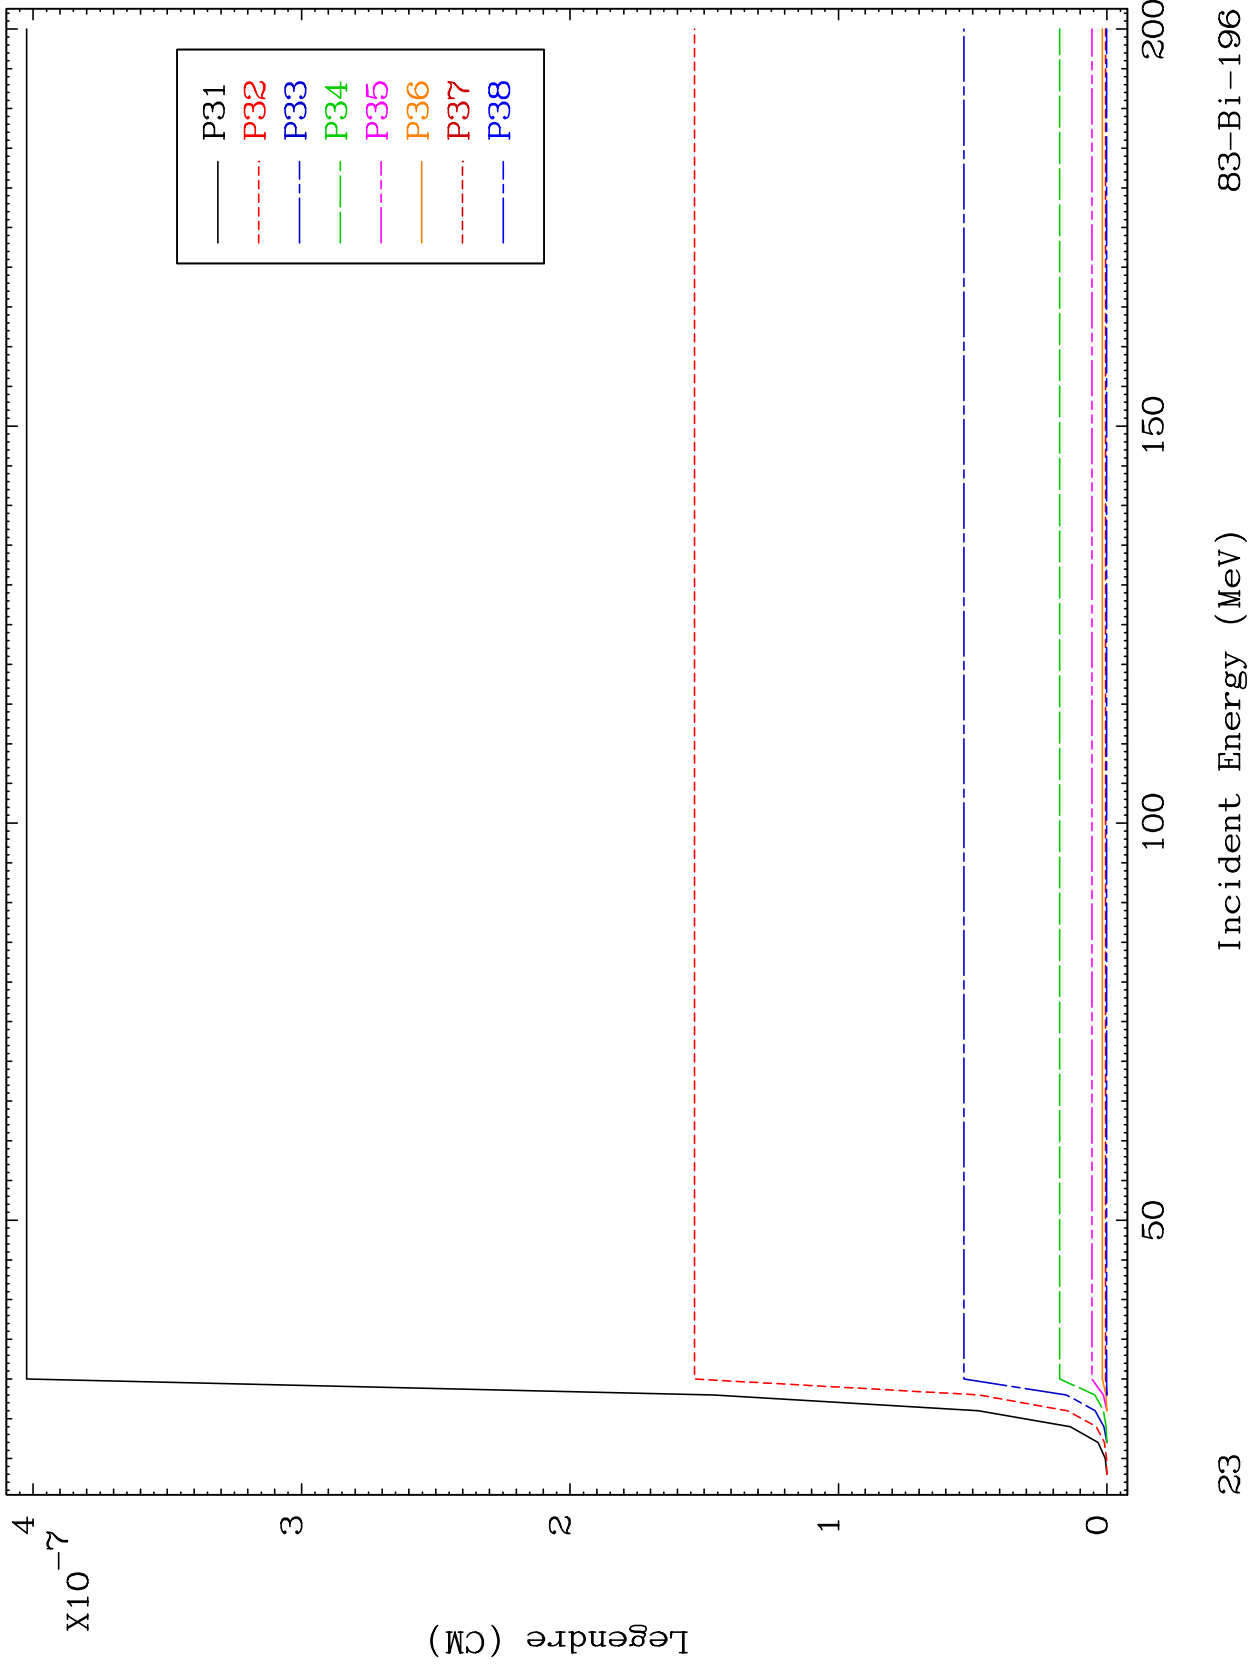 X10
-7
4
3
2
1
0
Legendre (CM)
P31
P32
P33
P34
P35
P36
P37
P38
50
100
150
200
Incident Energy (MeV)
23
83-Bi-196